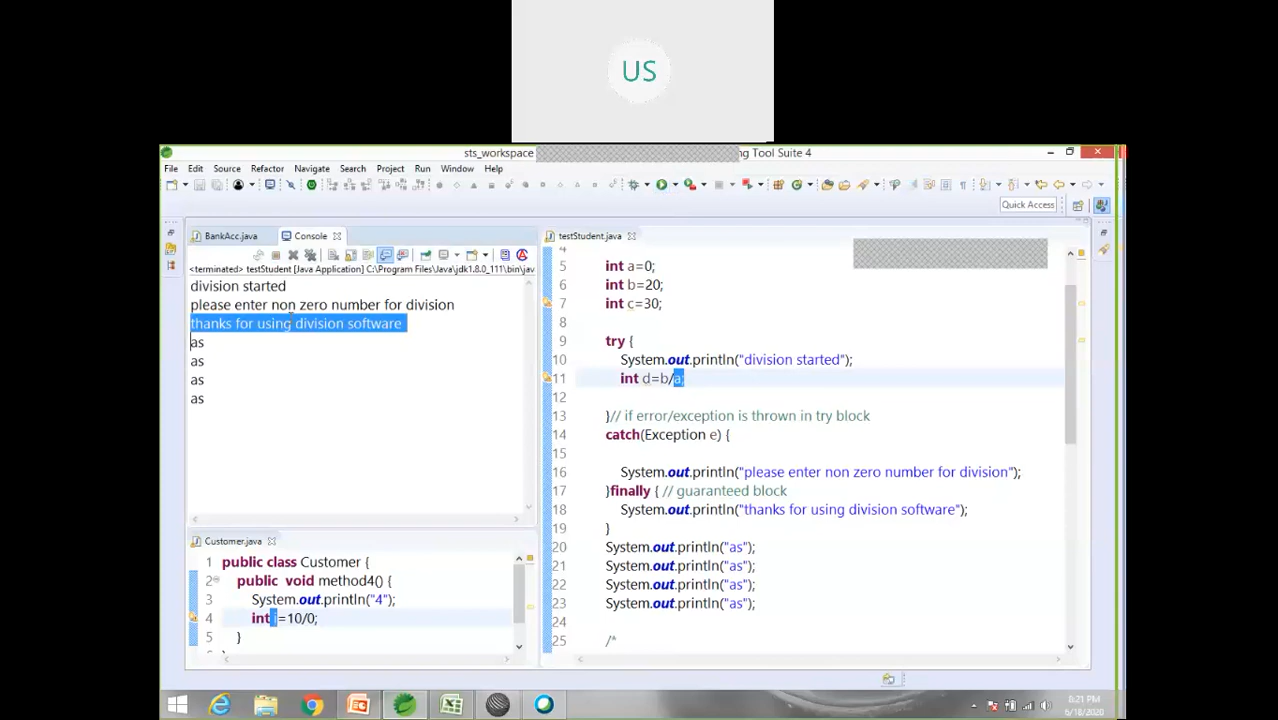 US
sts_workspace
ng Tool Suite 4
File Edit Source Refactor Navigate Search Project Run Window Help
Quick Access
BankAcc.java Console
<terminated> testStudent [Java Application] C:\Program Files\Java\jdk1.8.0_111\bin\jav
division started
please enter non zero number for division
thanks for using division software
as
as
as
as
Customer.java
1 public class Customer {
2 public void method4() {
3 System.out.println("4");
4 int i=10/0;
5 }
testStudent.java
4
5 int a=0;
6 int b=20;
7 int c=30;
8
9 try {
10 System.out.println("division started");
11 int d=b/a;
12
13 }// if error/exception is thrown in try block
14 catch(Exception e) {
15
16 System.out.println("please enter non zero number for division");
17 }finally { // guaranteed block
18 System.out.println("thanks for using division software");
19 }
20 System.out.println("as");
21 System.out.println("as");
22 System.out.println("as");
23 System.out.println("as");
24
25 /*
8:21 PM
6/18/2020